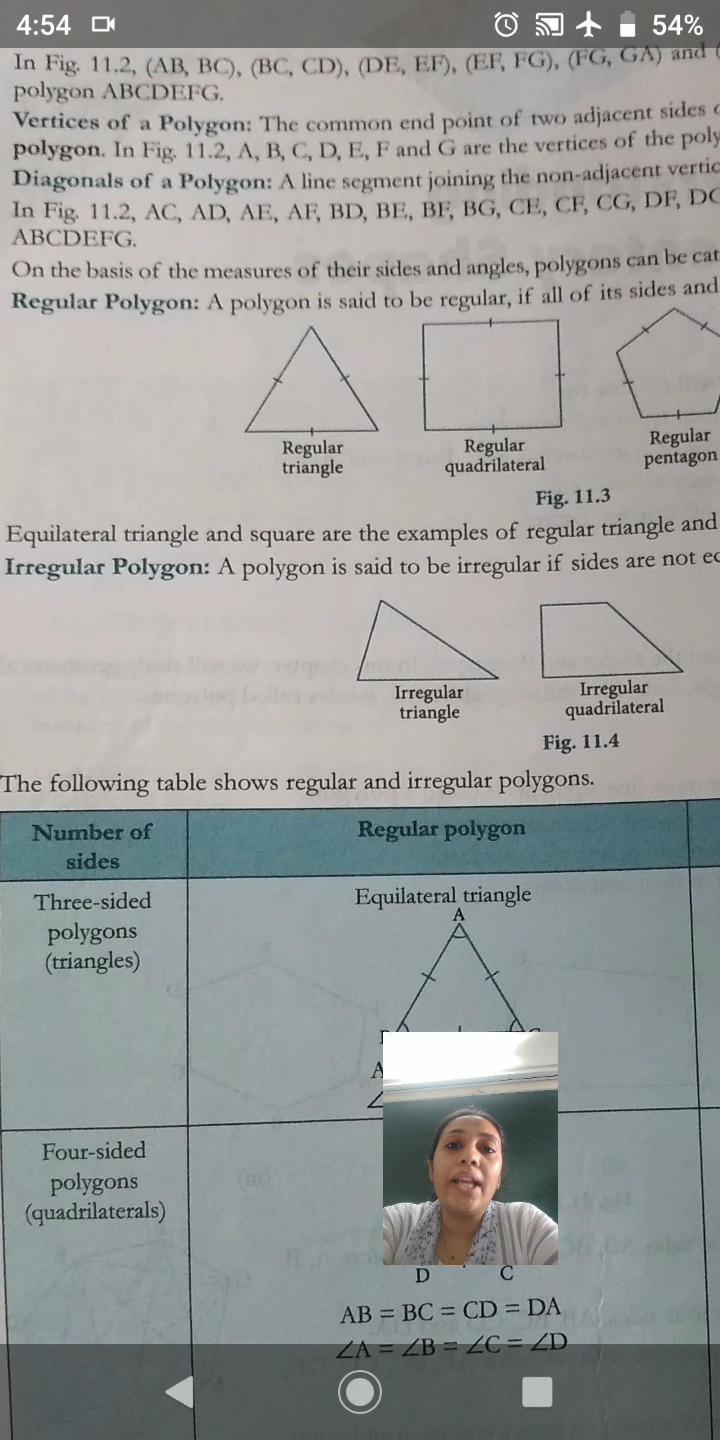 4:54
54%
In Fig. 11.2, (AB, BC), (BC, CD), (DE, EF), (EF, FG), (FG, GA) and (
polygon ABCDEFG.
Vertices of a Polygon: The common end point of two adjacent sides
polygon. In Fig. 11.2, A, B, C, D, E, F and G are the vertices of the poly
Diagonals of a Polygon: A line segment joining the non-adjacent vertic
In Fig. 11.2, AC, AD, AE, AF, BD, BE, BF, BG, CE, CF, CG, DF,
ABCDEFG.
On the basis of the measures of their sides and angles, polygons can be cat
Regular Polygon: A polygon is said to be regular, if all of its sides and
Regular
triangle
Regular
quadrilateral
Regular
pentagon
Fig. 11.3
Equilateral triangle and square are the examples of regular triangle and
Irregular Polygon: A polygon is said to be irregular if sides are not
Irregular
triangle
Irregular
quadrilateral
Fig. 11.4
The following table shows regular and irregular polygons.
Number of
sides
Regular polygon
Three-sided
polygons
(triangles)
Equilateral triangle
A
A
∠
Four-sided
polygons
(quadrilaterals)
D C
AB = BC = CD = DA
∠A = ∠B = ∠C = ∠D